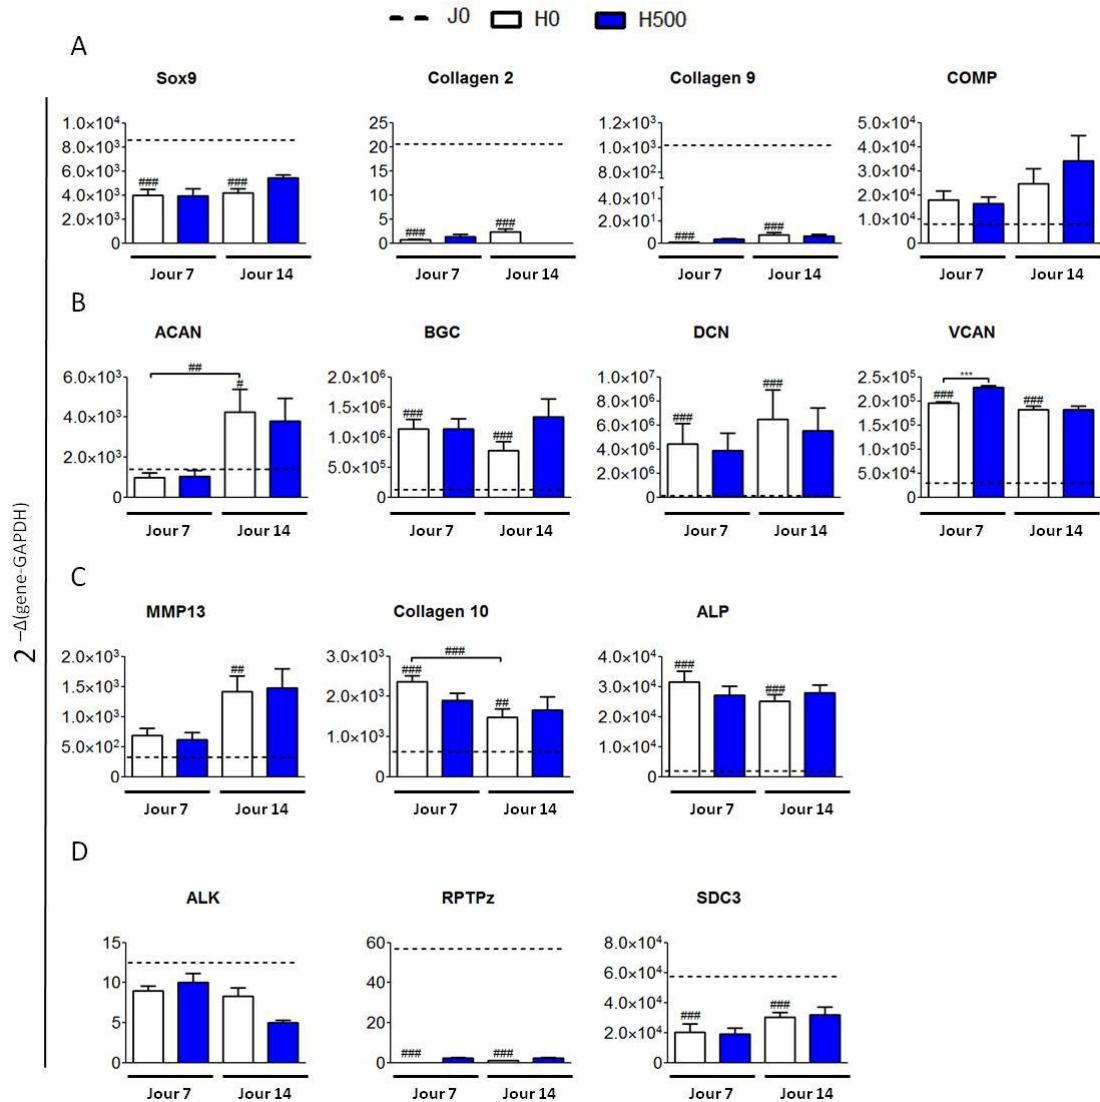 J0 H0 H500
A
Sox9 Collagen 2 Collagen 9 COMP
1.0×10⁴ 8.0×10³ 6.0×10³ 4.0×10³ 2.0×10³ 0
### ###
25 20 15 10 5 0
### ###
1.2×10³ 1.0×10³ 8.0×10² 6.0×10² 4.0×10¹ 2.0×10¹ 0
### ###
5.0×10⁴ 4.0×10⁴ 3.0×10⁴ 2.0×10⁴ 1.0×10⁴ 0
Jour 7 Jour 14 Jour 7 Jour 14 Jour 7 Jour 14 Jour 7 Jour 14
B
ACAN BGC DCN VCAN
6.0×10³ 4.0×10³ 2.0×10³ 0
## #
2.0×10⁶ 1.5×10⁶ 1.0×10⁶ 5.0×10⁵ 0
### ###
1.0×10⁷ 8.0×10⁶ 6.0×10⁶ 4.0×10⁶ 2.0×10⁶ 0
### ###
2.5×10⁵ 2.0×10⁵ 1.5×10⁵ 1.0×10⁵ 5.0×10⁴ 0
### *** ###
Jour 7 Jour 14 Jour 7 Jour 14 Jour 7 Jour 14 Jour 7 Jour 14
2 –Δ(gene-GAPDH)
C
MMP13 Collagen 10 ALP
2.0×10³ 1.5×10³ 1.0×10³ 5.0×10² 0
##
3.0×10³ 2.0×10³ 1.0×10³ 0
### ### ##
4.0×10⁴ 3.0×10⁴ 2.0×10⁴ 1.0×10⁴ 0
### ###
Jour 7 Jour 14 Jour 7 Jour 14 Jour 7 Jour 14
D
ALK RPTPz SDC3
15 10 5 0
60 40 20 0
### ###
8.0×10⁴ 6.0×10⁴ 4.0×10⁴ 2.0×10⁴ 0
### ###
Jour 7 Jour 14 Jour 7 Jour 14 Jour 7 Jour 14